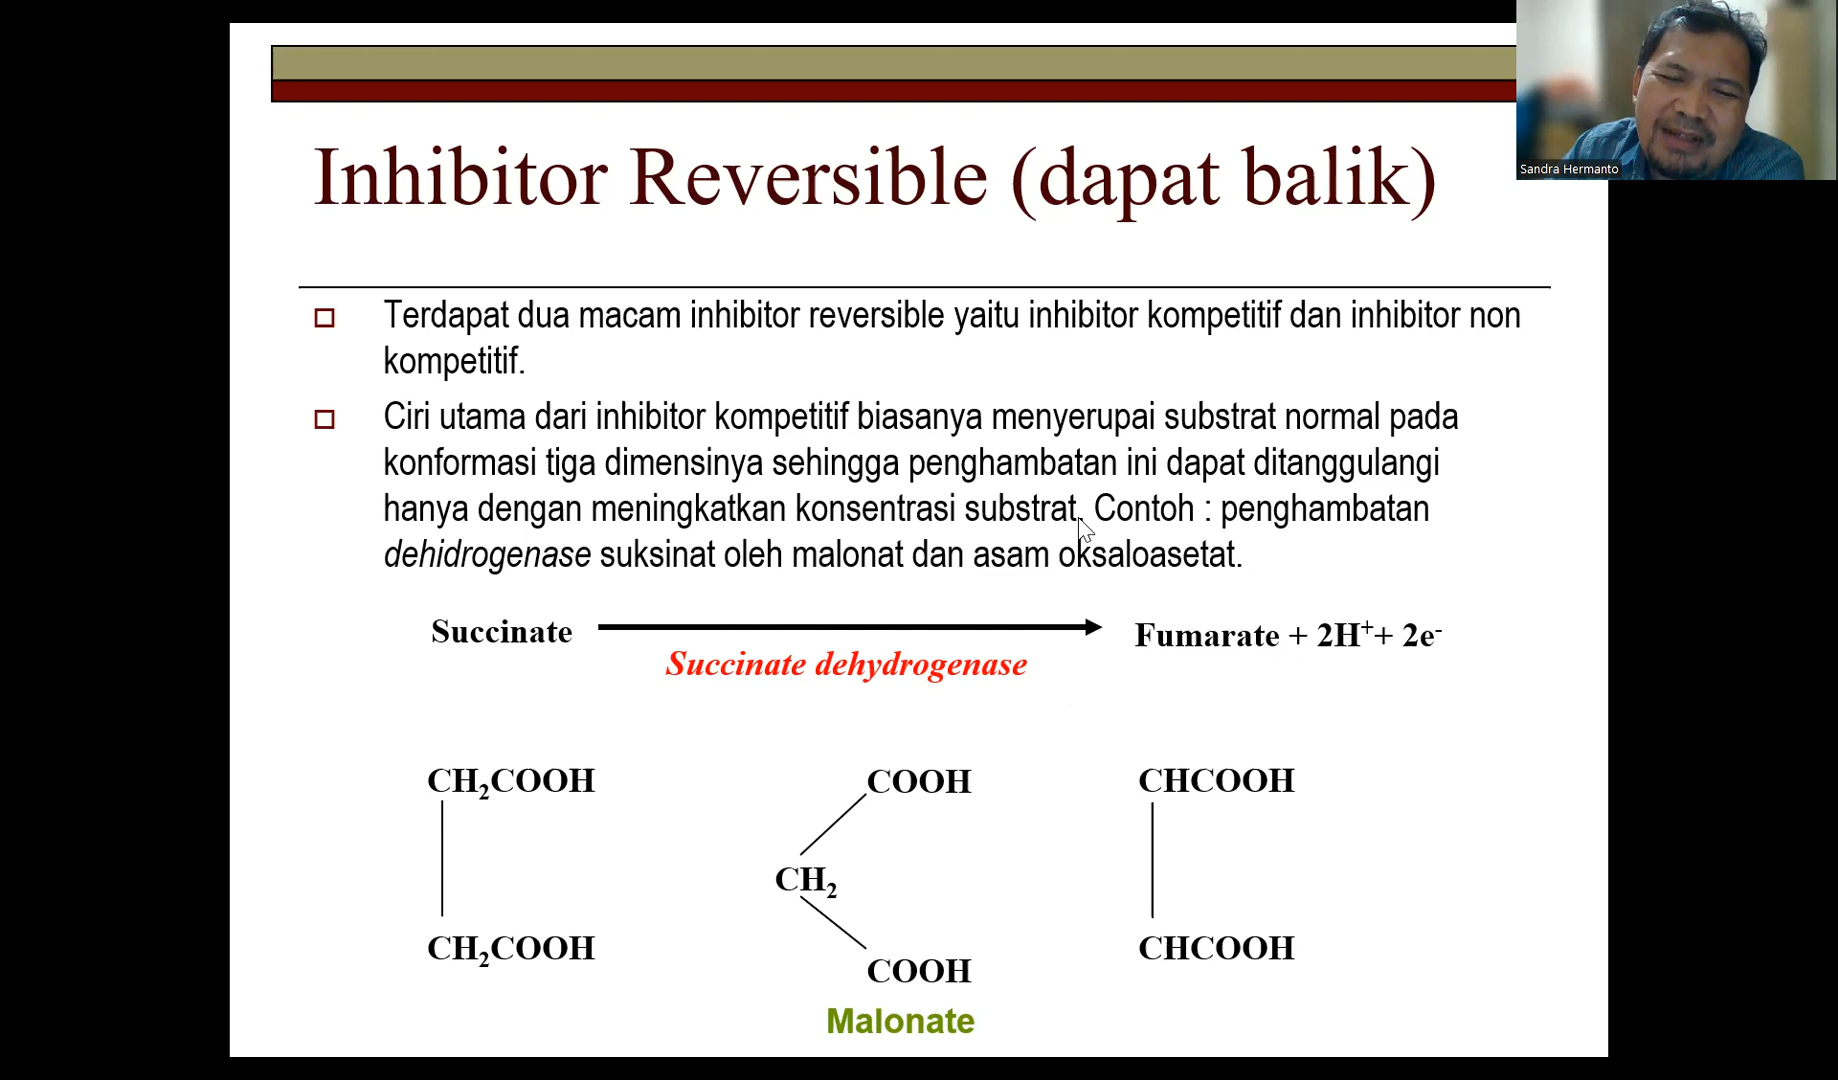 Sandra Hermanto
Inhibitor Reversible (dapat balik)
Terdapat dua macam inhibitor reversible yaitu inhibitor kompetitif dan inhibitor non
kompetitif.
Ciri utama dari inhibitor kompetitif biasanya menyerupai substrat normal pada
konformasi tiga dimensinya sehingga penghambatan ini dapat ditanggulangi
hanya dengan meningkatkan konsentrasi substrat. Contoh : penghambatan
dehidrogenase suksinat oleh malonat dan asam oksaloasetat.
Succinate
Succinate dehydrogenase
Fumarate + 2H⁺+ 2e⁻
CH₂COOH
CH₂COOH
COOH
CH₂
COOH
Malonate
CHCOOH
CHCOOH